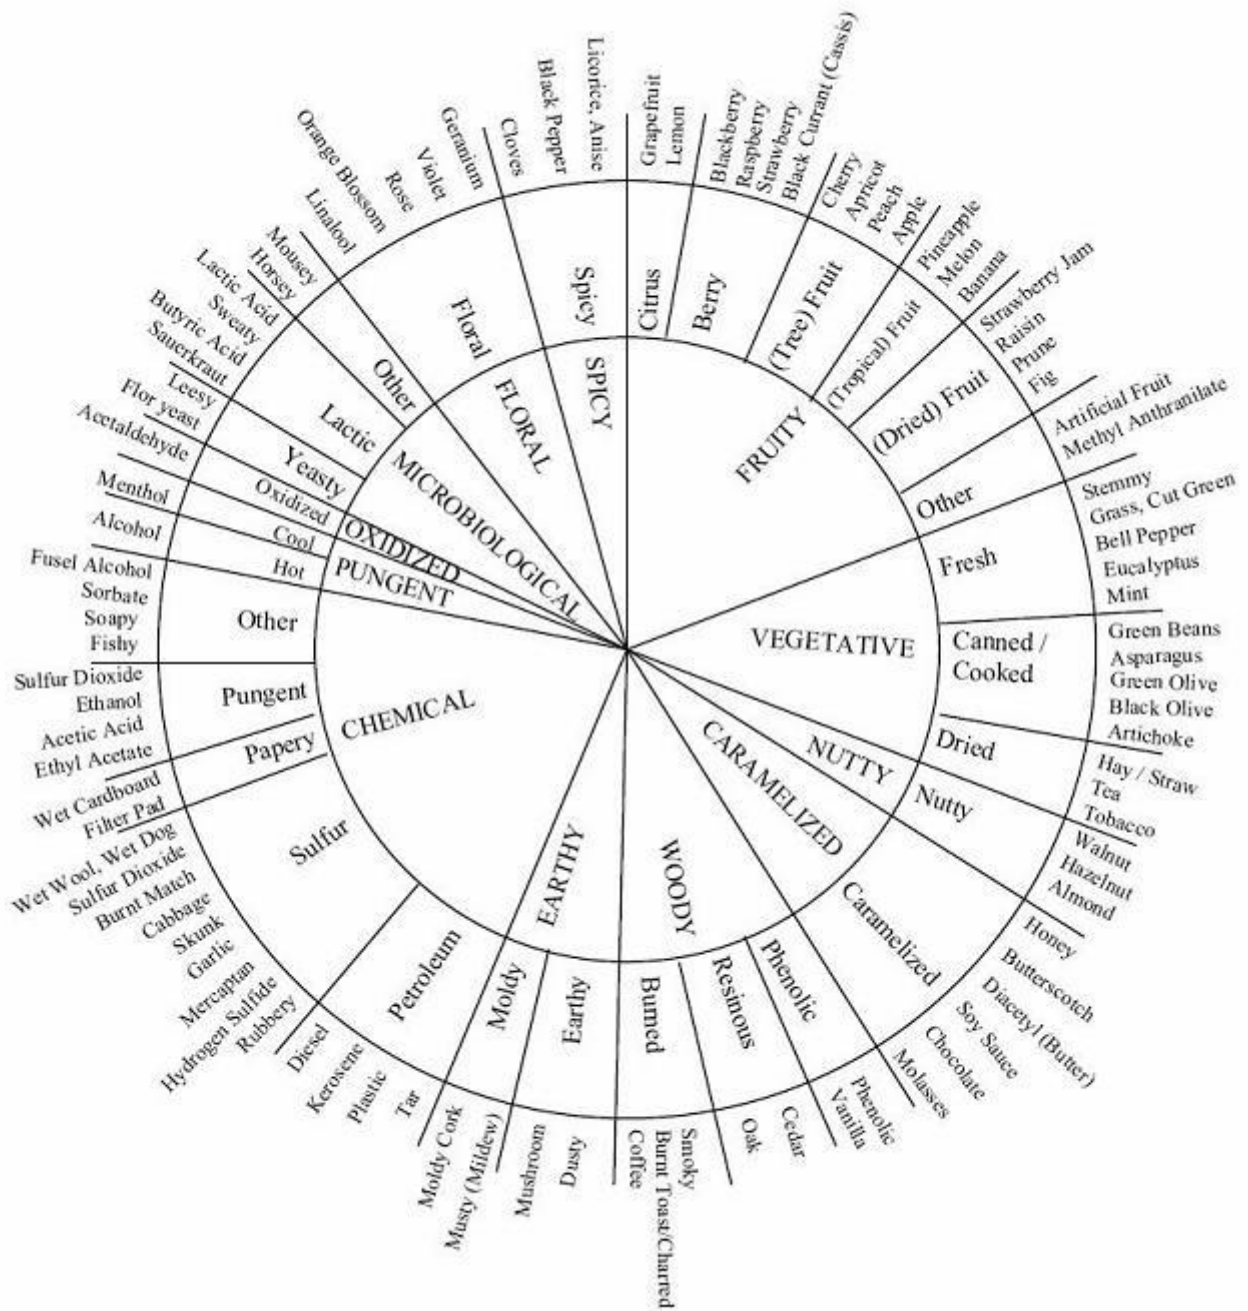 FRUITY
Citrus
Grapefruit
Lemon
Berry
Blackberry
Raspberry
Strawberry
Black Currant (Cassis)
(Tree) Fruit
Cherry
Apricot
Peach
Apple
(Tropical) Fruit
Pineapple
Melon
Banana
(Dried) Fruit
Strawberry Jam
Raisin
Prune
Fig
Other
Artificial Fruit
Methyl Anthranilate
VEGETATIVE
Fresh
Stemmy
Grass, Cut Green
Bell Pepper
Eucalyptus
Mint
Canned /
Cooked
Green Beans
Asparagus
Green Olive
Black Olive
Artichoke
Dried
Hay / Straw
Tea
Tobacco
NUTTY
Nutty
Walnut
Hazelnut
Almond
CARAMELIZED
Caramelized
Honey
Butterscotch
Diacetyl (Butter)
Soy Sauce
Chocolate
Molasses
WOODY
Phenolic
Phenolic
Vanilla
Resinous
Cedar
Oak
Burned
Smoky
Burnt Toast/Charred
Coffee
EARTHY
Earthy
Dusty
Mushroom
Moldy
Musty (Mildew)
Moldy Cork
CHEMICAL
Petroleum
Tar
Plastic
Kerosene
Diesel
Sulfur
Rubbery
Hydrogen Sulfide
Mercaptan
Garlic
Skunk
Cabbage
Burnt Match
Sulfur Dioxide
Wet Wool, Wet Dog
Papery
Filter Pad
Wet Cardboard
Pungent
Ethyl Acetate
Acetic Acid
Ethanol
Sulfur Dioxide
Other
Fishy
Soapy
Sorbate
Fusel Alcohol
PUNGENT
Hot
Alcohol
Cool
Menthol
OXIDIZED
Oxidized
Acetaldehyde
MICROBIOLOGICAL
Yeasty
Flor yeast
Leesy
Lactic
Sauerkraut
Butyric Acid
Sweaty
Lactic Acid
Other
Horsey
Mousey
FLORAL
Floral
Linalool
Orange Blossom
Rose
Violet
Geranium
SPICY
Spicy
Cloves
Black Pepper
Licorice, Anise